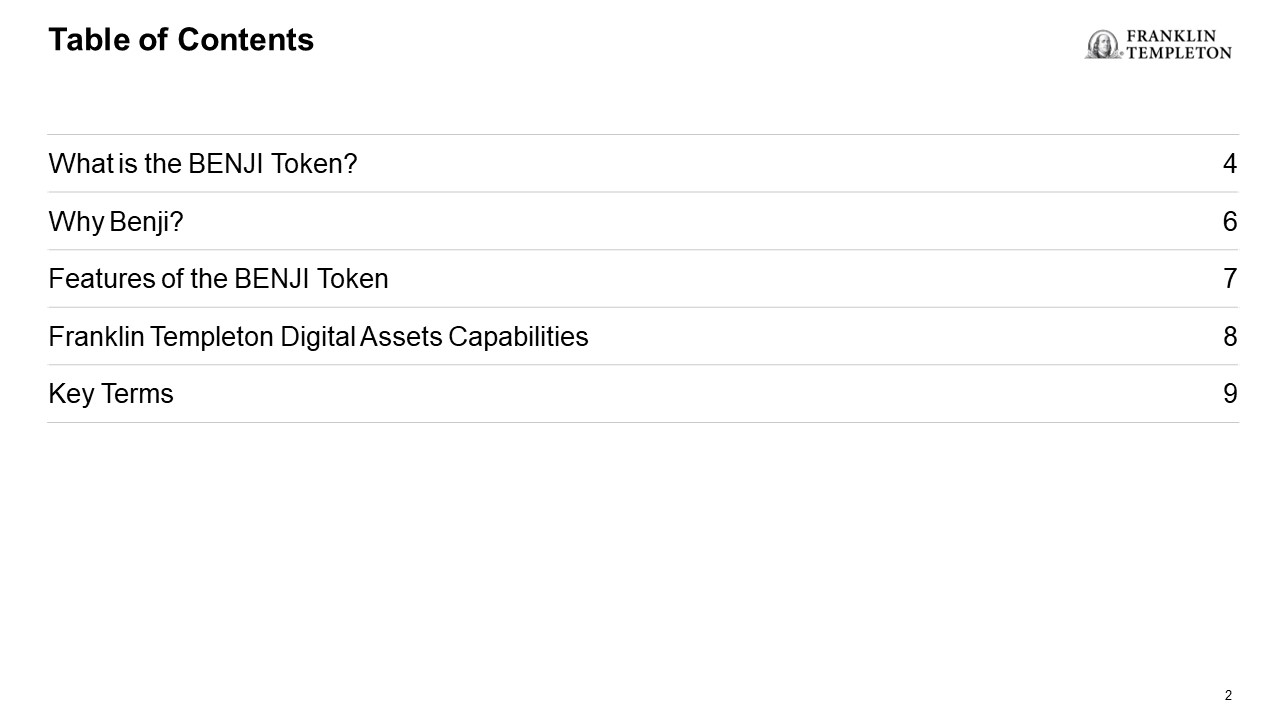 Table of Contents
FRANKLIN
TEMPLETON
What is the BENJI Token? 4
Why Benji? 6
Features of the BENJI Token 7
Franklin Templeton Digital Assets Capabilities 8
Key Terms 9
2